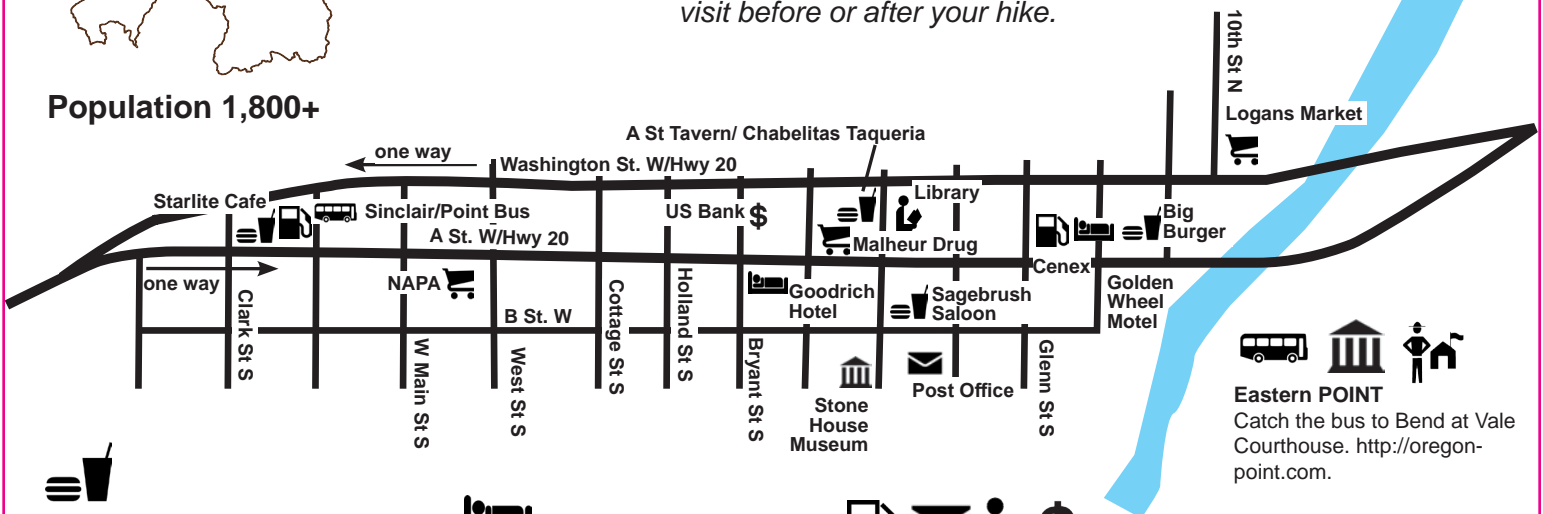 visit before or after your hike.
Population 1,800+
10th St N
Logans Market
A St Tavern/ Chabelitas Taqueria
one way
Washington St. W/Hwy 20
Starlite Cafe
Sinclair/Point Bus
US Bank
$
Library
Big
Burger
A St. W/Hwy 20
Malheur Drug
one way
NAPA
Cenex
Goodrich
Hotel
Sagebrush
Saloon
Golden
Wheel
Motel
B St. W
Clark St S
W Main St S
West St S
Cottage St S
Holland St S
Bryant St S
Glenn St S
Stone
House
Museum
Post Office
Eastern POINT
Catch the bus to Bend at Vale
Courthouse. http://oregon-
point.com.